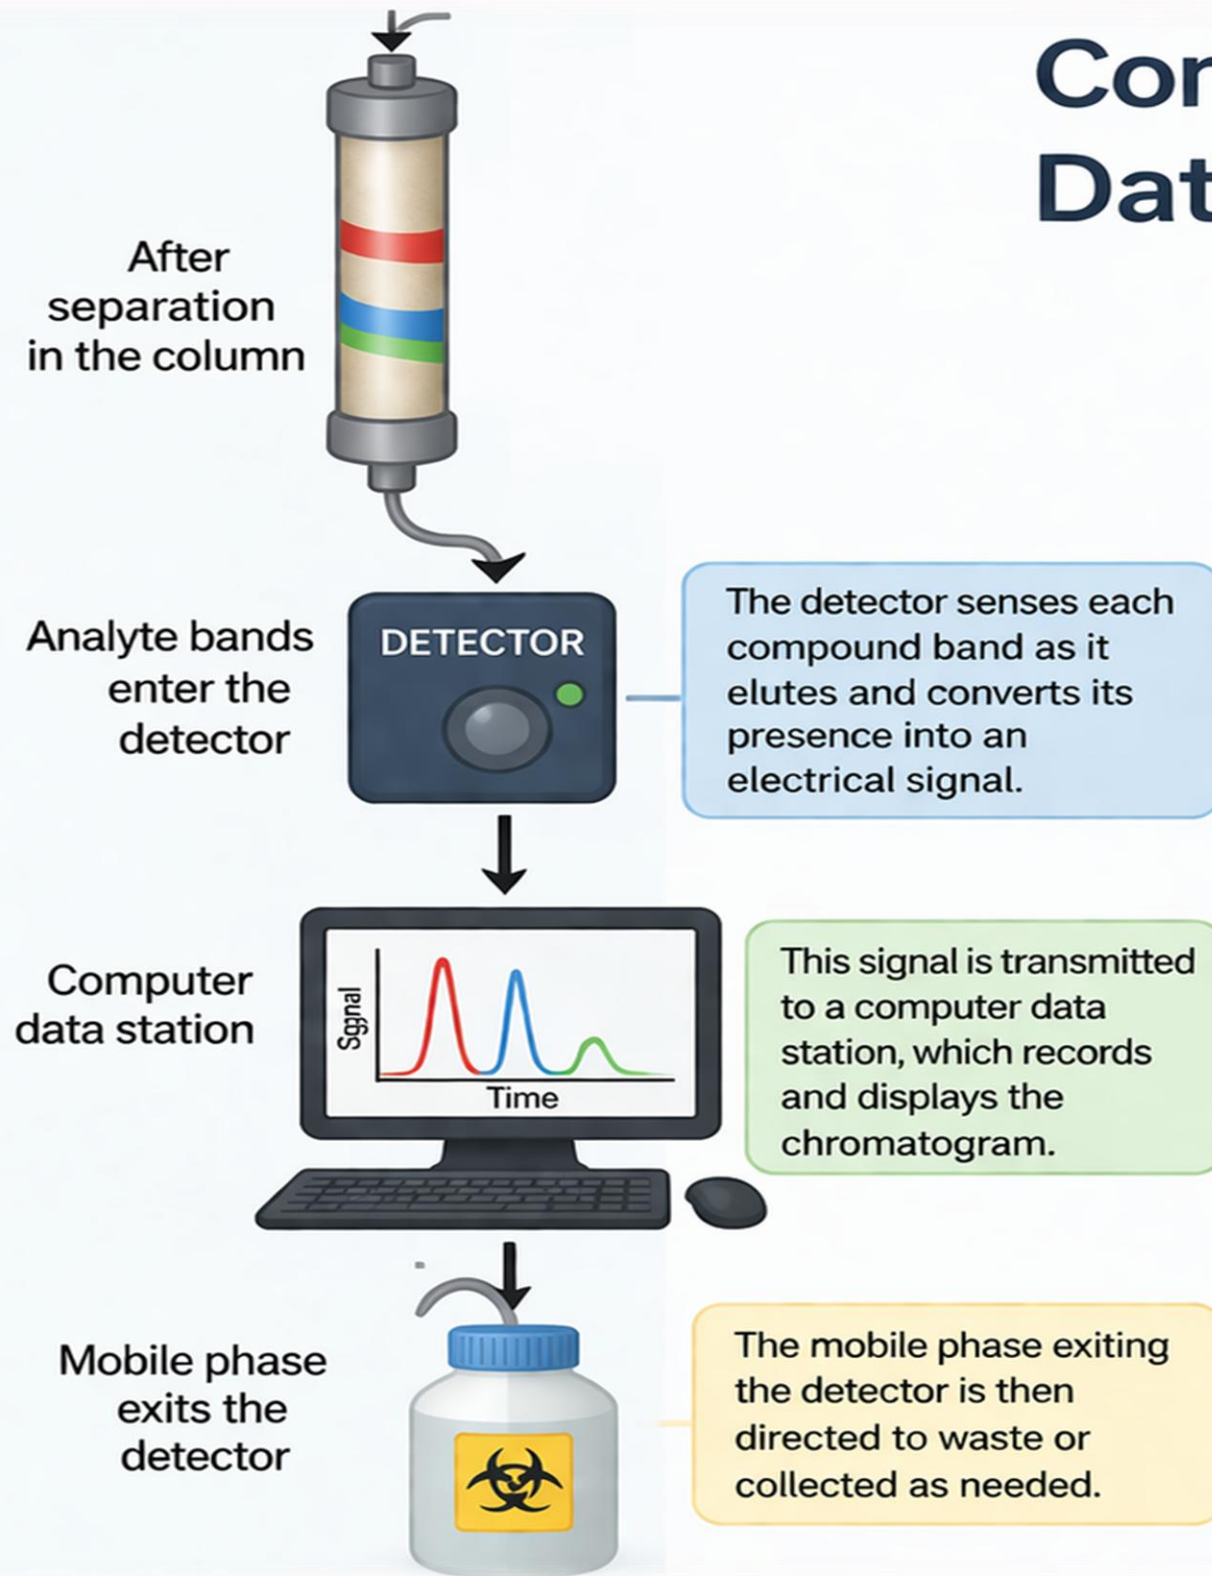 Cor
Dat
After
separation
in the column
Analyte bands
enter the
detector
DETECTOR
The detector senses each
compound band as it
elutes and converts its
presence into an
electrical signal.
Computer
data station
Time
This signal is transmitted
to a computer data
station, which records
and displays the
chromatogram.
Mobile phase
exits the
detector
The mobile phase exiting
the detector is then
directed to waste or
collected as needed.